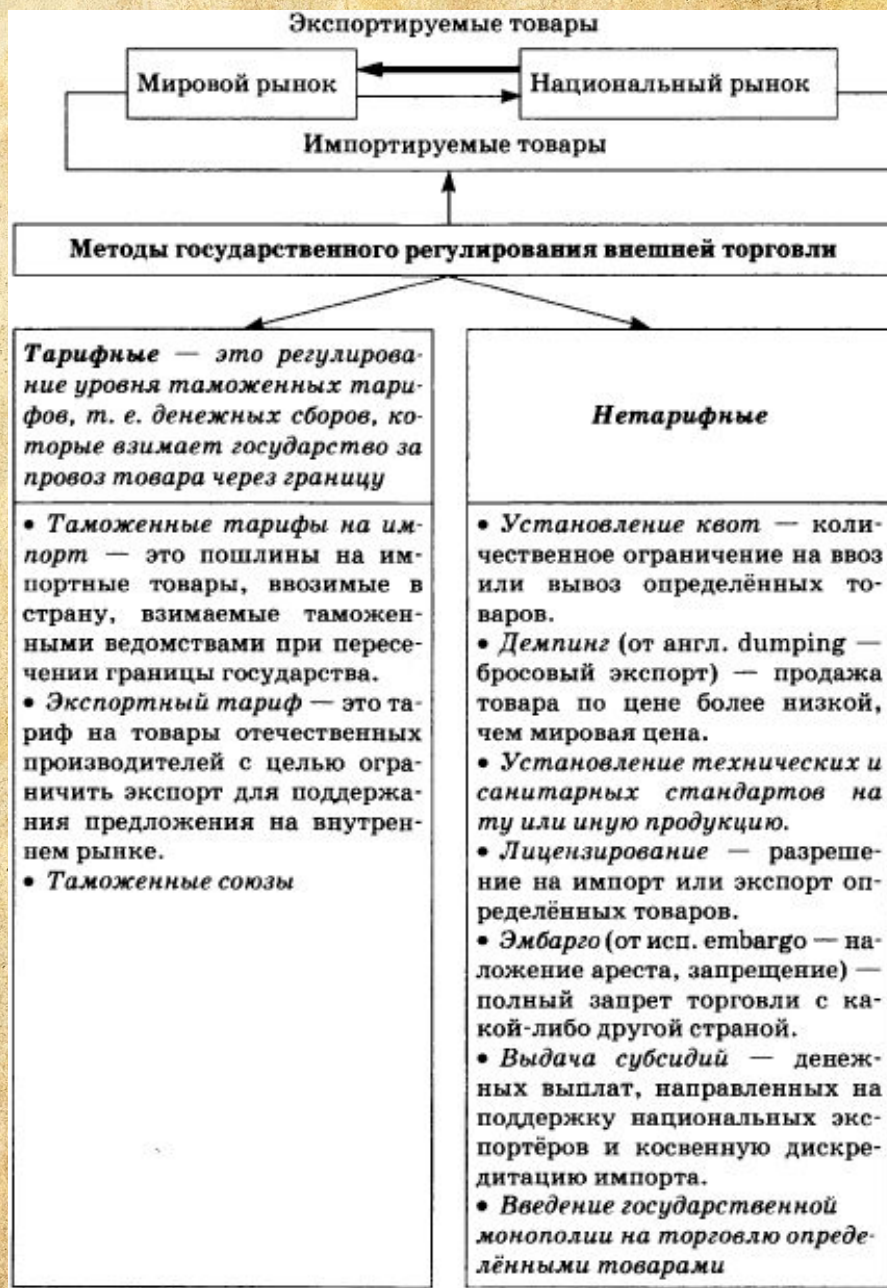 Экспортируемые товары
Мировой рынок
Национальный рынок
Импортируемые товары
Методы государственного регулирования внешней торговли
Тарифные — это регулирова-
ние уровня таможенных тари-
фов, т. е. денежных сборов, ко-
торые взимает государство за
провоз товара через границу
• Таможенные тарифы на им-
порт — это пошлины на им-
портные товары, ввозимые в
страну, взимаемые таможен-
ными ведомствами при пересе-
чении границы государства.
• Экспортный тариф — это та-
риф на товары отечественных
производителей с целью огра-
ничить экспорт для поддержа-
ния предложения на внутрен-
нем рынке.
• Таможенные союзы
Нетарифные
• Установление квот — коли-
чественное ограничение на ввоз
или вывоз определённых то-
варов.
• Демпинг (от англ. dumping —
бросовый экспорт) — продажа
товара по цене более низкой,
чем мировая цена.
• Установление технических и
санитарных стандартов на
ту или иную продукцию.
• Лицензирование — разреше-
ние на импорт или экспорт оп-
ределённых товаров.
• Эмбарго (от исп. embargo — на-
ложение ареста, запрещение) —
полный запрет торговли с ка-
кой-либо другой страной.
• Выдача субсидий — денеж-
ных выплат, направленных на
поддержку национальных экс-
портёров и косвенную дискре-
дитацию импорта.
• Введение государственной
монополии на торговлю опреде-
лёнными товарами